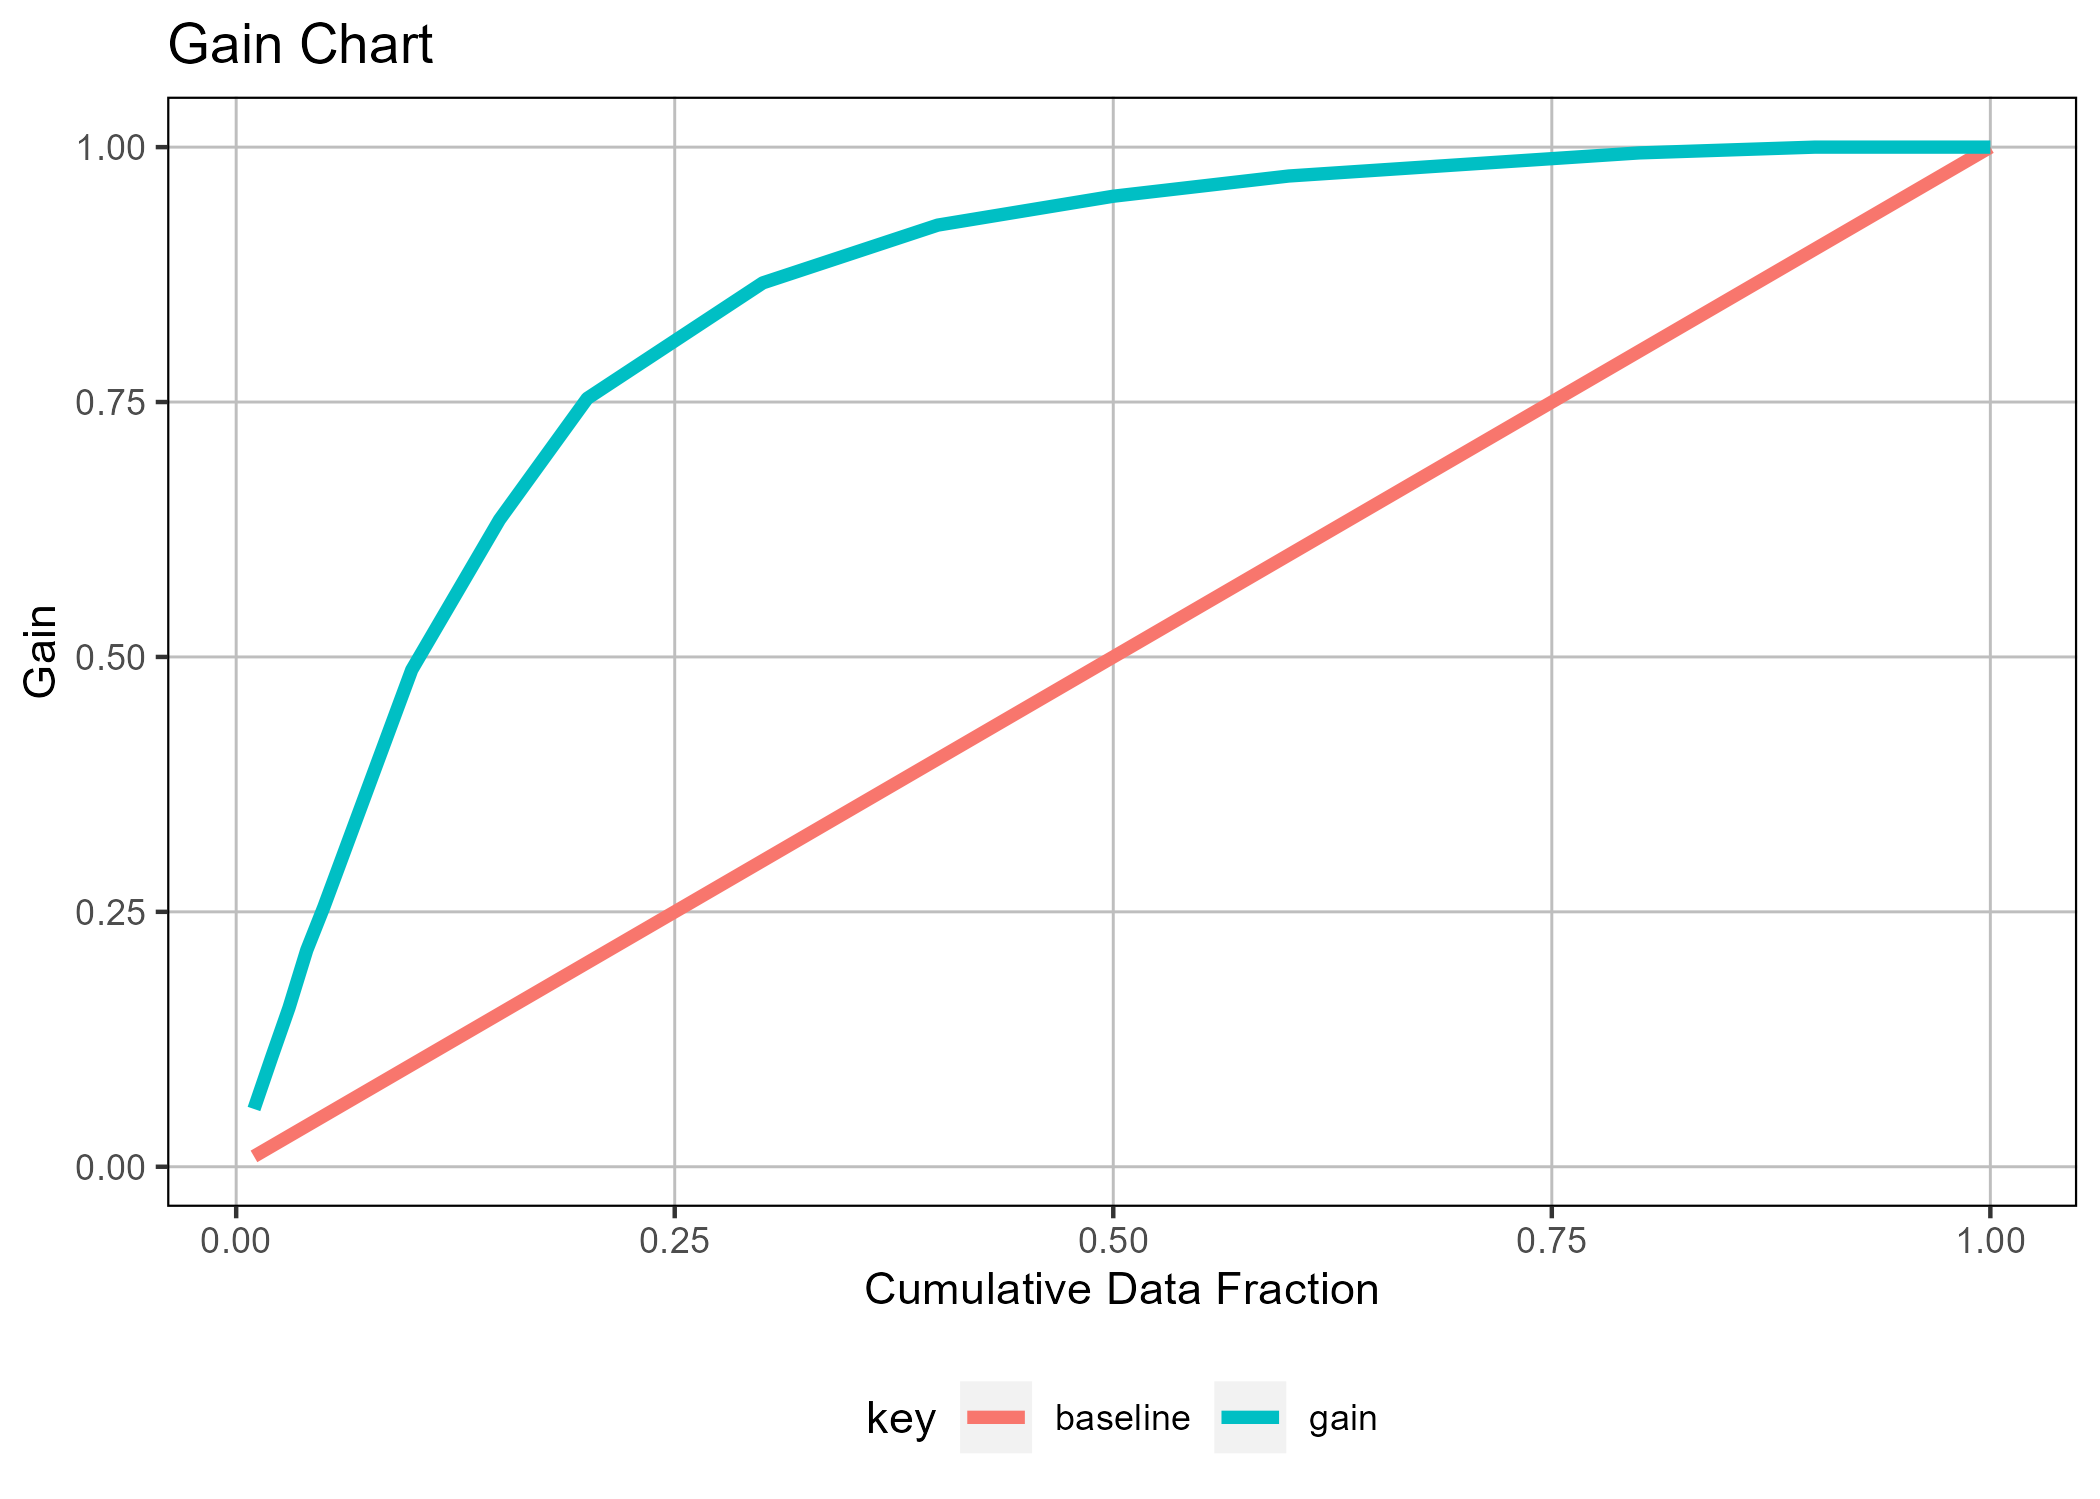 Gain Chart
1.00
0.75
0.50
0.25
0.00
Gain
0.00 0.25 0.50 0.75 1.00
Cumulative Data Fraction
key baseline gain